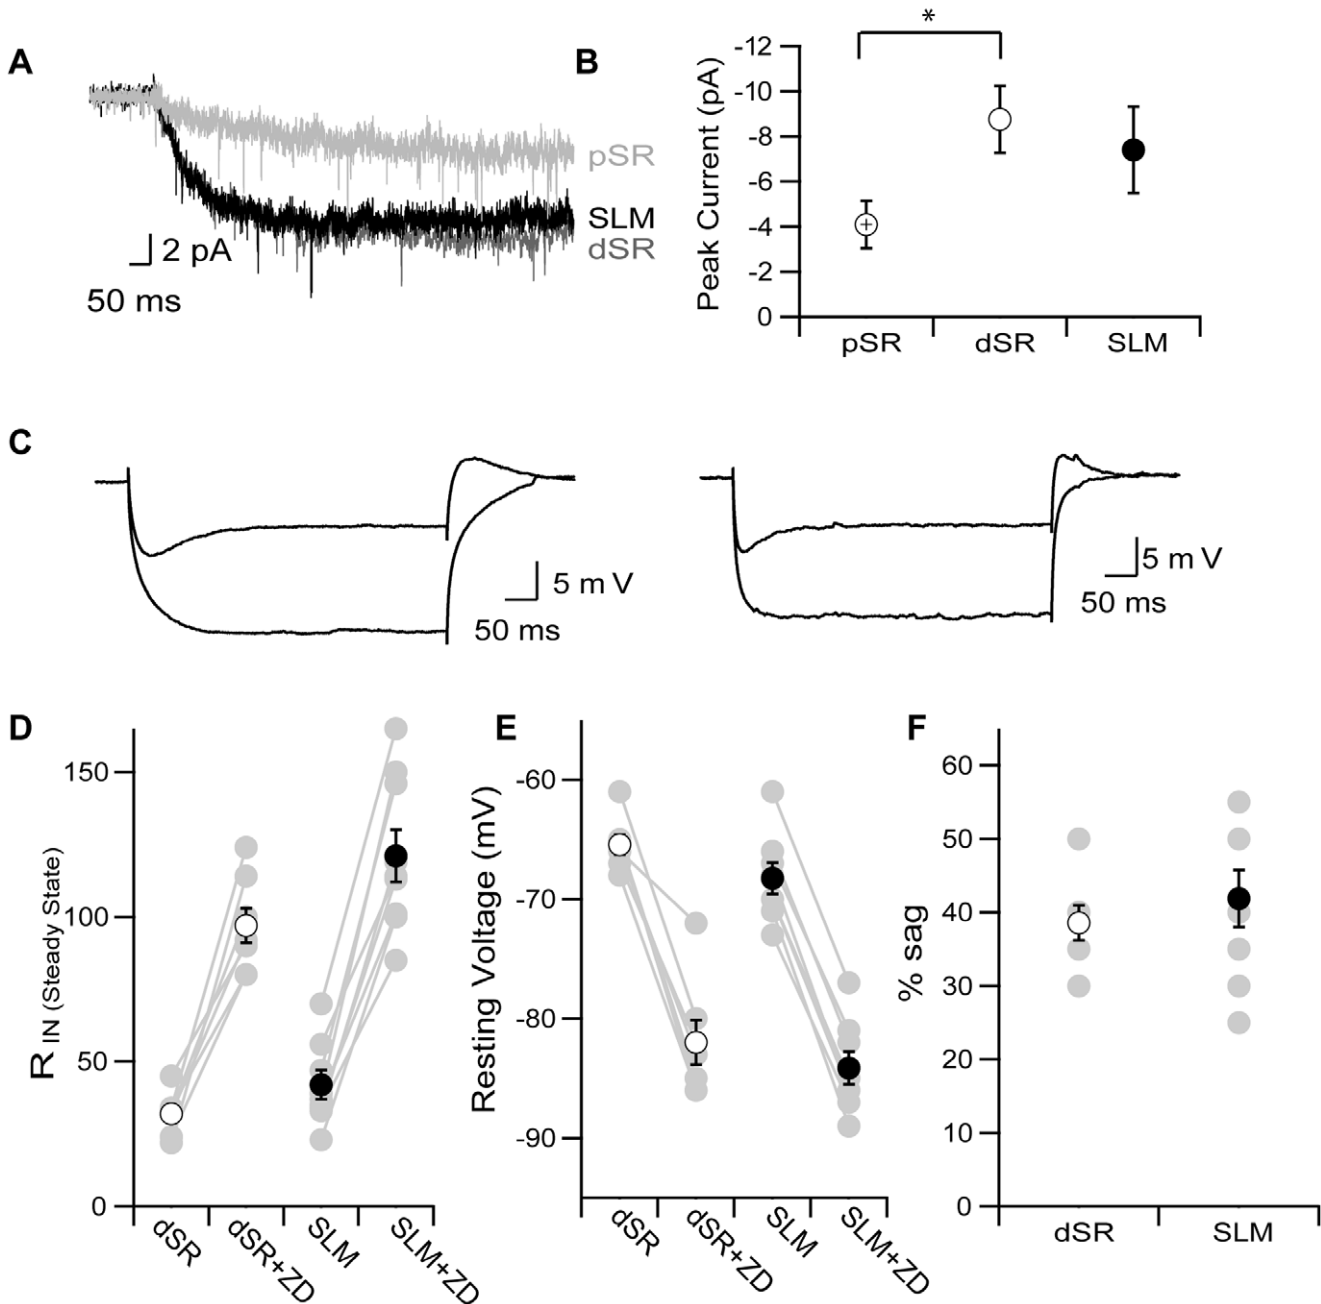 A
pSR
SLM
dSR
2 pA
50 ms
B
*
Peak Current (pA)
-12
-10
-8
-6
-4
-2
0
pSR dSR SLM
C
5 m V
50 ms
5 m V
50 ms
D
R IN (Steady State)
150
100
50
0
dSR dSR+ZD SLM SLM+ZD
E
Resting Voltage (mV)
-60
-70
-80
-90
dSR dSR+ZD SLM SLM+ZD
F
% sag
60
50
40
30
20
10
0
dSR SLM